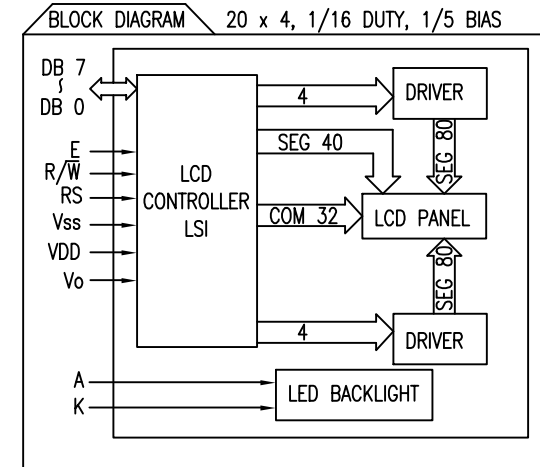 BLOCK DIAGRAM 20 x 4, 1/16 DUTY, 1/5 BIAS
DB 7
~
DB 0
E
R/W̅
RS
Vss
VDD
Vo
A
K
LCD
CONTROLLER
LSI
4
SEG 40
COM 32
4
DRIVER
SEG 80
LCD PANEL
SEG 80
DRIVER
LED BACKLIGHT